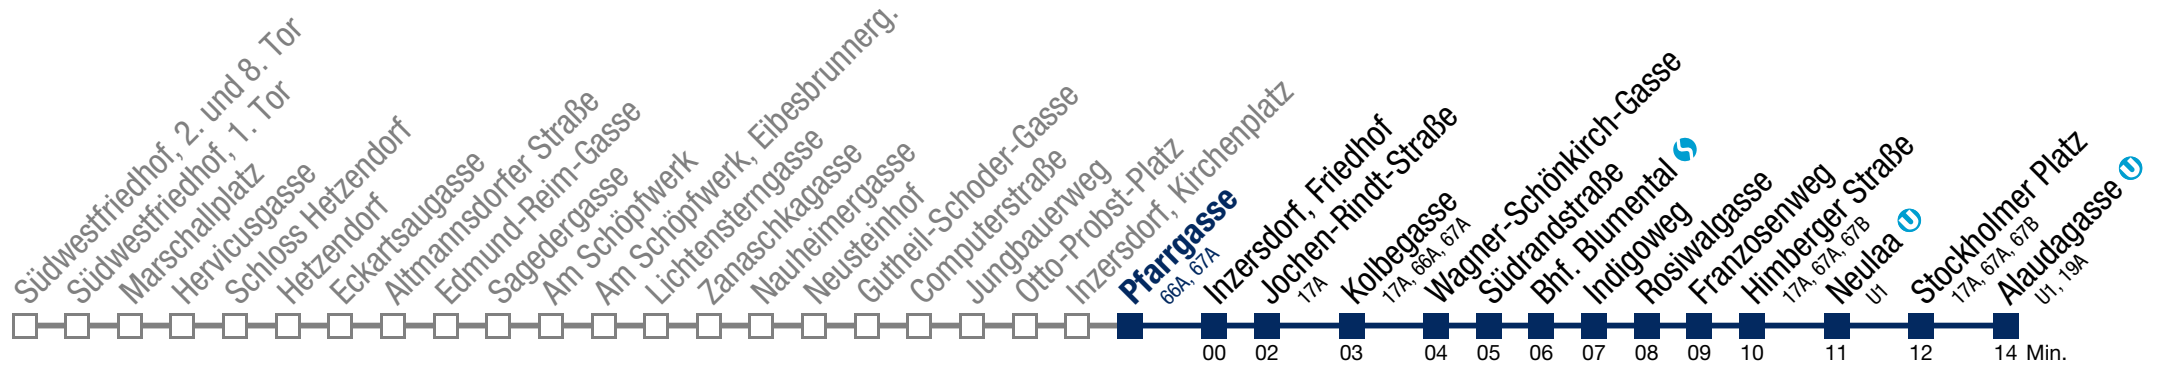 Südwestfriedhof, 2. und 8. Tor
Südwestfriedhof, 1. Tor
Marschallplatz
Hervicusgasse
Schloss Hetzendorf
Hetzendorf
Eckartsaugasse
Altmannsdorfer Straße
Edmund-Reim-Gasse
Sagedergasse
Am Schöpfwerk
Am Schöpfwerk, Eibesbrunnerg.
Lichtensterngasse
Zanaschkagasse
Nauheimergasse
Neusteinhof
Gutheil-Schoder-Gasse
Computerstraße
Jungbauerweg
Otto-Probst-Platz
Inzersdorf, Kirchenplatz
Pfarrgasse
66A, 67A
Inzersdorf, Friedhof
Jochen-Rindt-Straße
17A
Kolbegasse
17A, 66A, 67A
Wagner-Schönkirch-Gasse
Südrandstraße
Bhf. Blumental S
Indigoweg
Rosiwalgasse
Franzosenweg
Himberger Straße
17A, 67A, 67B
Neulaa U
U1
Stockholmer Platz
17A, 67A, 67B
Alaudagasse U
U1, 19A
00 02 03 04 05 06 07 08 09 10 11 12 14 Min.